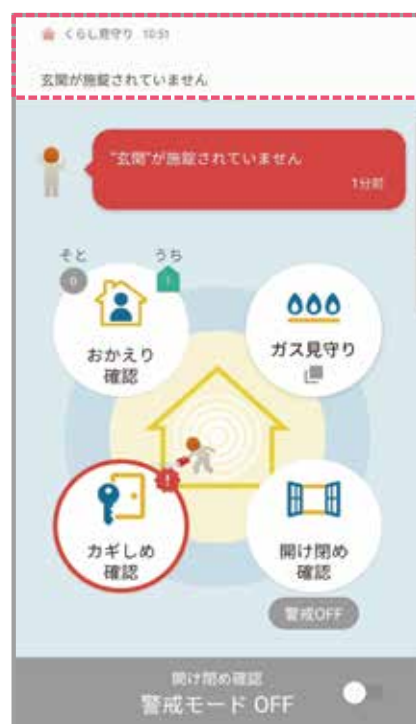 くらし見守り 10:51
玄関が施錠されていません
"玄関"が施錠されていません
1分前
そと
うち
0
1
おかえり
確認
ガス見守り
カギしめ
確認
開け閉め
確認
警戒OFF
開け閉め確認
警戒モード OFF